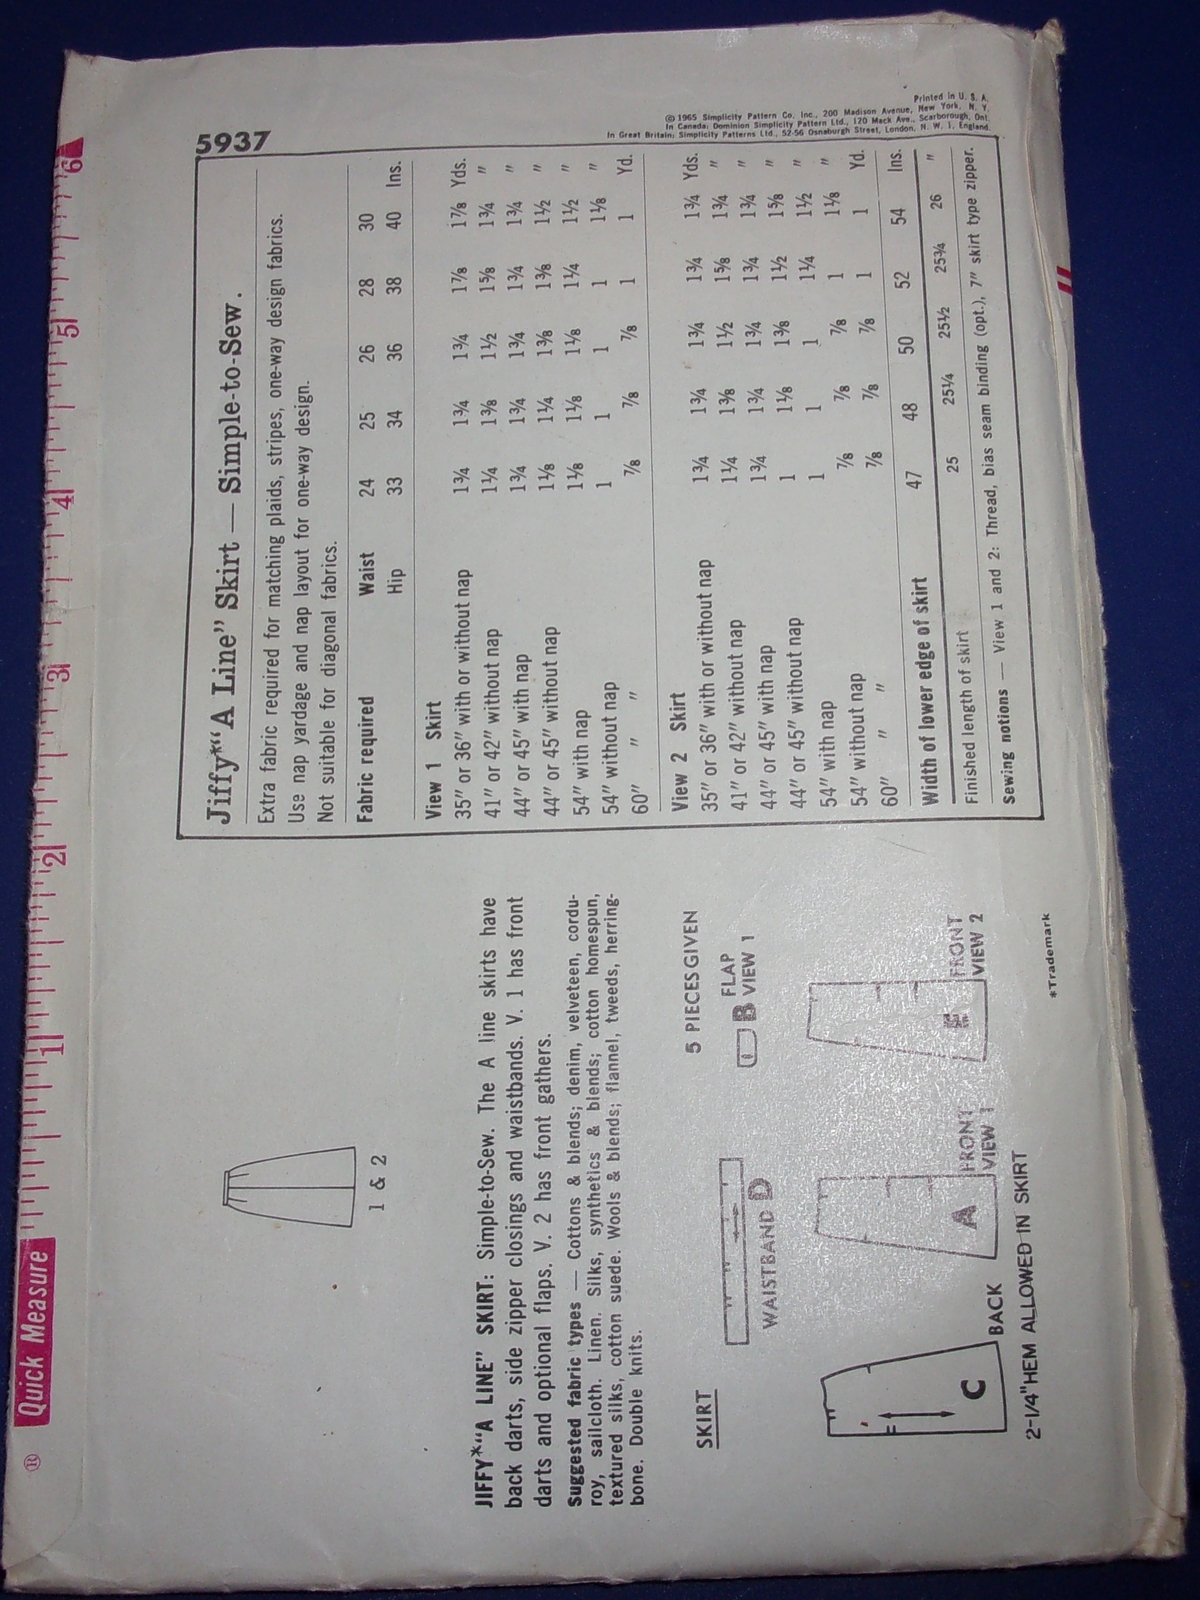 ® Quick Measure 1 2 3 4 5 6
JIFFY*“A LINE” SKIRT: Simple-to-Sew. The A line skirts have
back darts, side zipper closings and waistbands. V. 1 has front
darts and optional flaps. V. 2 has front gathers.
Suggested fabric types — Cottons & blends; denim, velveteen, cordu-
roy, sailcloth. Linen. Silks, synthetics & blends; cotton homespun,
textured silks, cotton suede. Wools & blends; flannel, tweeds, herring-
bone. Double knits.
1 & 2
SKIRT
5 PIECES GIVEN
WAISTBAND D
B FLAP
VIEW 1
C
BACK
A
FRONT
VIEW 1
E
FRONT
VIEW 2
2-1/4"HEM ALLOWED IN SKIRT
*Trademark
5937
Printed in U. S. A.
© 1965 Simplicity Pattern Co. Inc., 200 Madison Avenue, New York, N. Y.
In Canada: Dominion Simplicity Pattern Ltd., 120 Mack Ave., Scarborough, Ont.
In Great Britain: Simplicity Patterns Ltd., 52-56 Osnaburgh Street, London, N. W. 1, England.
Jiffy*“A Line” Skirt — Simple-to-Sew.
Extra fabric required for matching plaids, stripes, one-way design fabrics.
Use nap yardage and nap layout for one-way design.
Not suitable for diagonal fabrics.
Fabric required Waist 24 25 26 28 30
Hip 33 34 36 38 40 Ins.
View 1 Skirt
35″ or 36″ with or without nap 1¾ 1¾ 1¾ 1⅞ 1⅞ Yds.
41″ or 42″ without nap 1¼ 1⅜ 1½ 1⅝ 1¾ ″
44″ or 45″ with nap 1¾ 1¾ 1¾ 1¾ 1¾ ″
44″ or 45″ without nap 1⅛ 1¼ 1⅜ 1⅜ 1½ ″
54″ with nap 1⅛ 1⅛ 1⅛ 1¼ 1½ ″
54″ without nap 1 1 1 1 1⅛ ″
60″ ″ ″ ⅞ ⅞ ⅞ 1 1 Yd.
View 2 Skirt
35″ or 36″ with or without nap 1¾ 1¾ 1¾ 1¾ 1¾ Yds.
41″ or 42″ without nap 1¼ 1⅜ 1½ 1⅝ 1¾ ″
44″ or 45″ with nap 1¾ 1¾ 1¾ 1¾ 1¾ ″
44″ or 45″ without nap 1 1⅛ 1⅜ 1½ 1⅝ ″
54″ with nap 1 1 1 1¼ 1½ ″
54″ without nap ⅞ ⅞ ⅞ 1 1⅛ ″
60″ ″ ″ ⅞ ⅞ ⅞ 1 1 Yd.
Width of lower edge of skirt 47 48 50 52 54 Ins.
Finished length of skirt 25 25¼ 25½ 25¾ 26 ″
Sewing notions — View 1 and 2: Thread, bias seam binding (opt.), 7″ skirt type zipper.